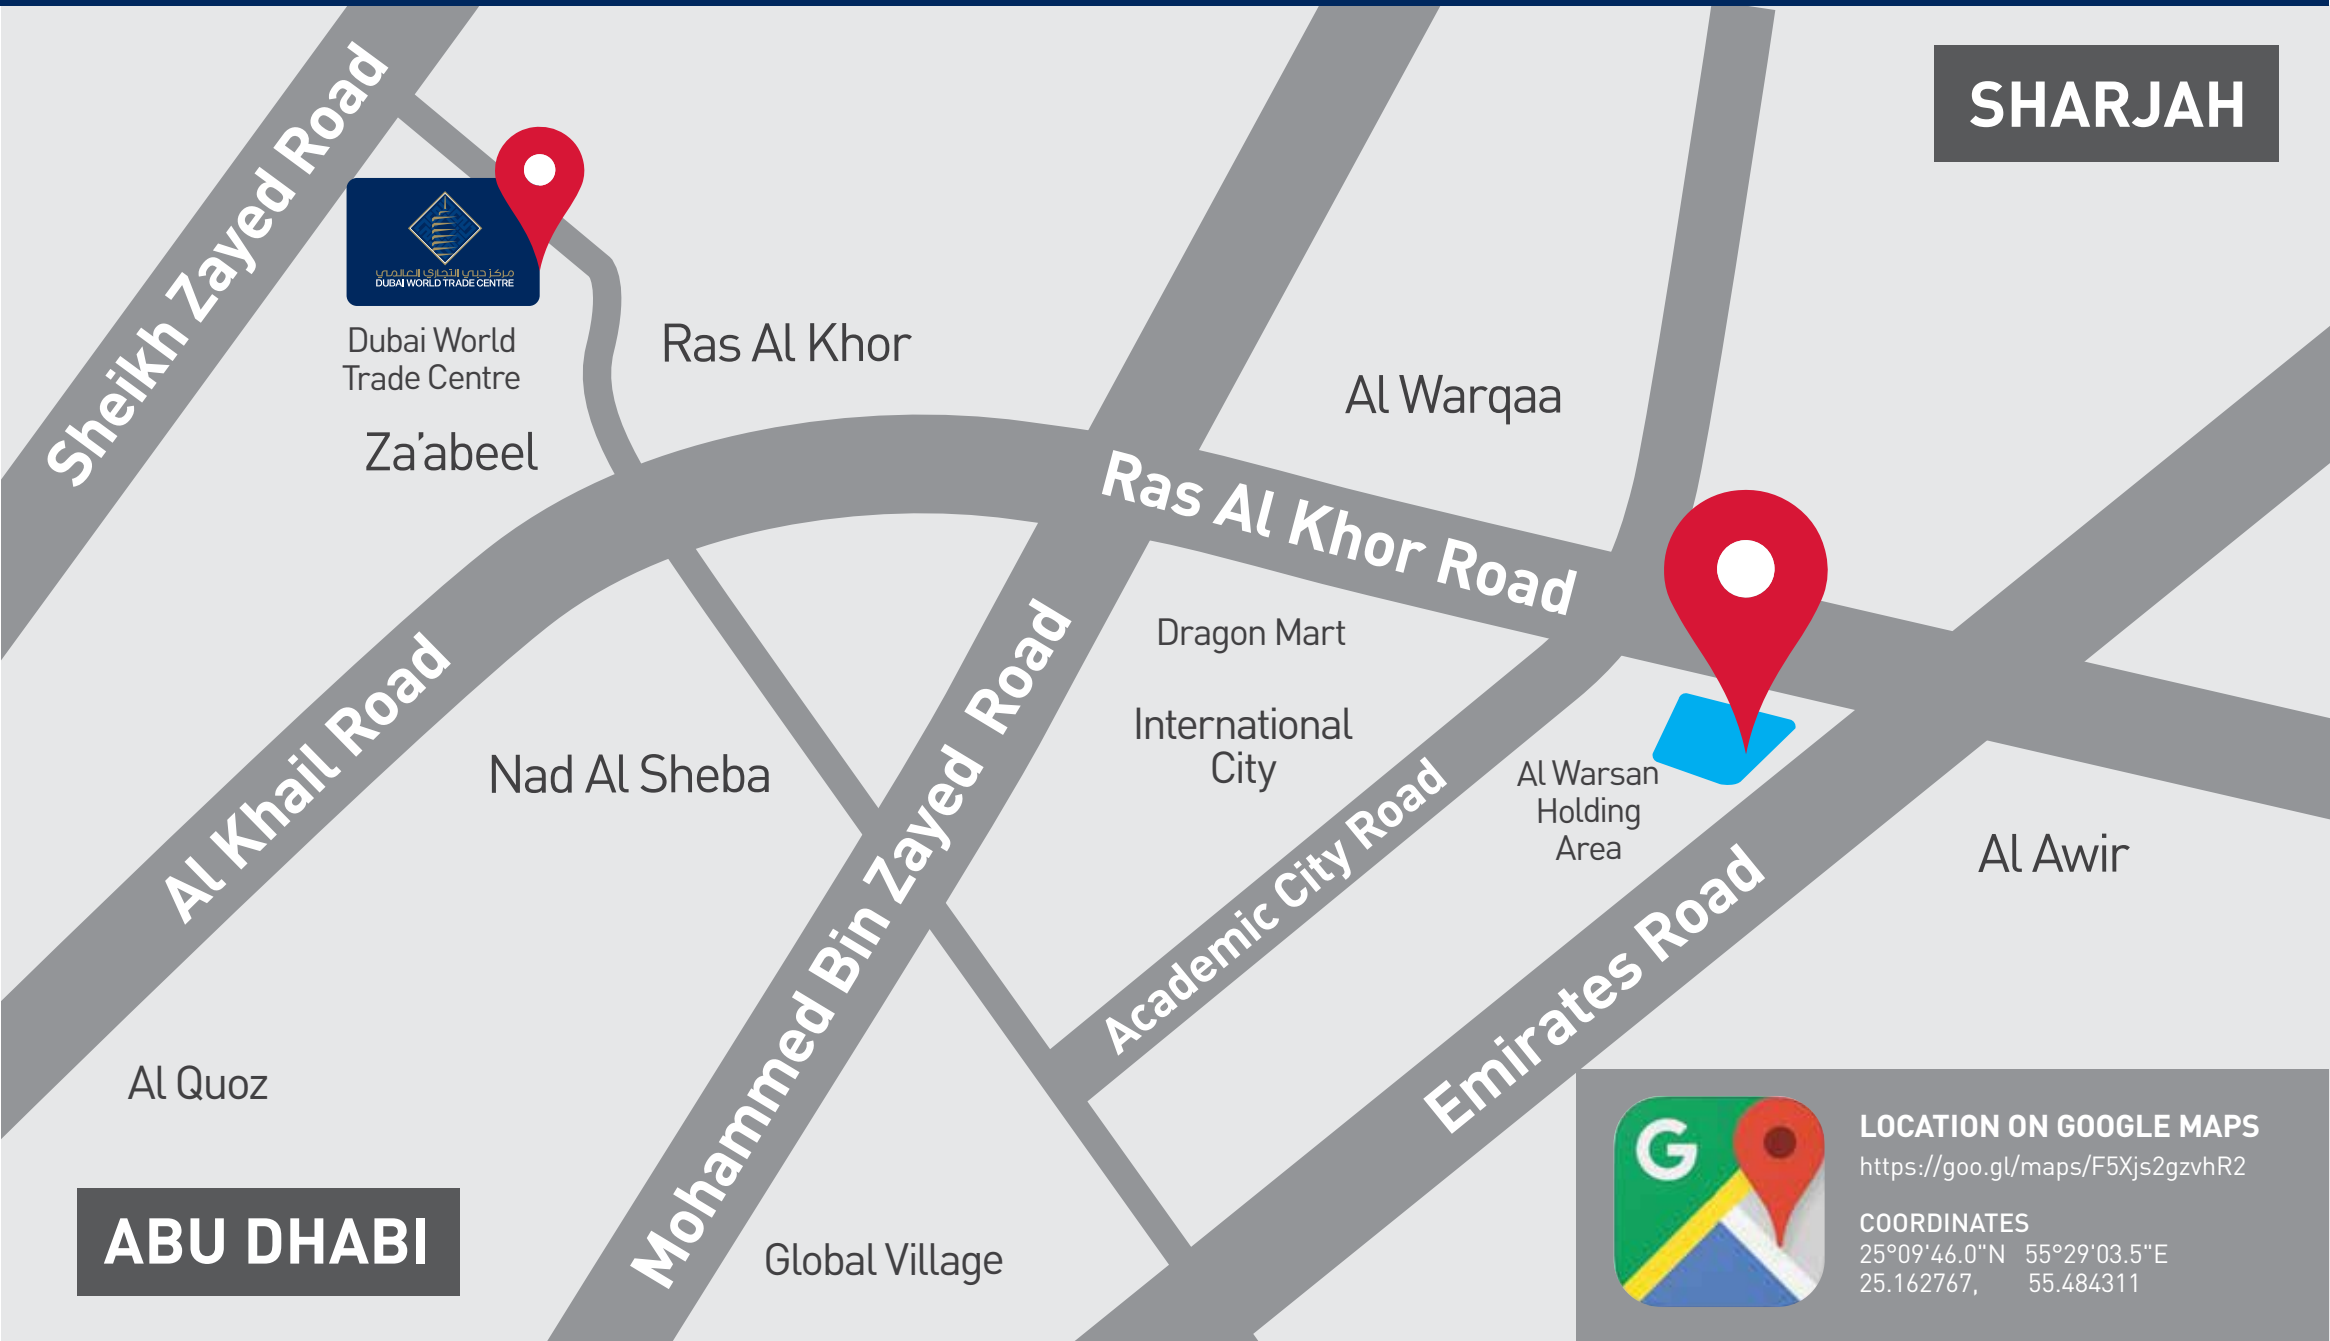 SHARJAH
Sheikh Zayed Road
مركز دبي التجاري العالمي
DUBAI WORLD TRADE CENTRE
Dubai World
Trade Centre
Ras Al Khor
Za'abeel
Al Warqaa
Ras Al Khor Road
Dragon Mart
International
City
Al Khail Road
Nad Al Sheba
Mohammed Bin Zayed Road
Academic City Road
Al Warsan
Holding
Area
Emirates Road
Al Awir
Al Quoz
ABU DHABI
Global Village
G
LOCATION ON GOOGLE MAPS
https://goo.gl/maps/F5Xjs2gzvhR2
COORDINATES
25°09'46.0"N 55°29'03.5"E
25.162767, 55.484311